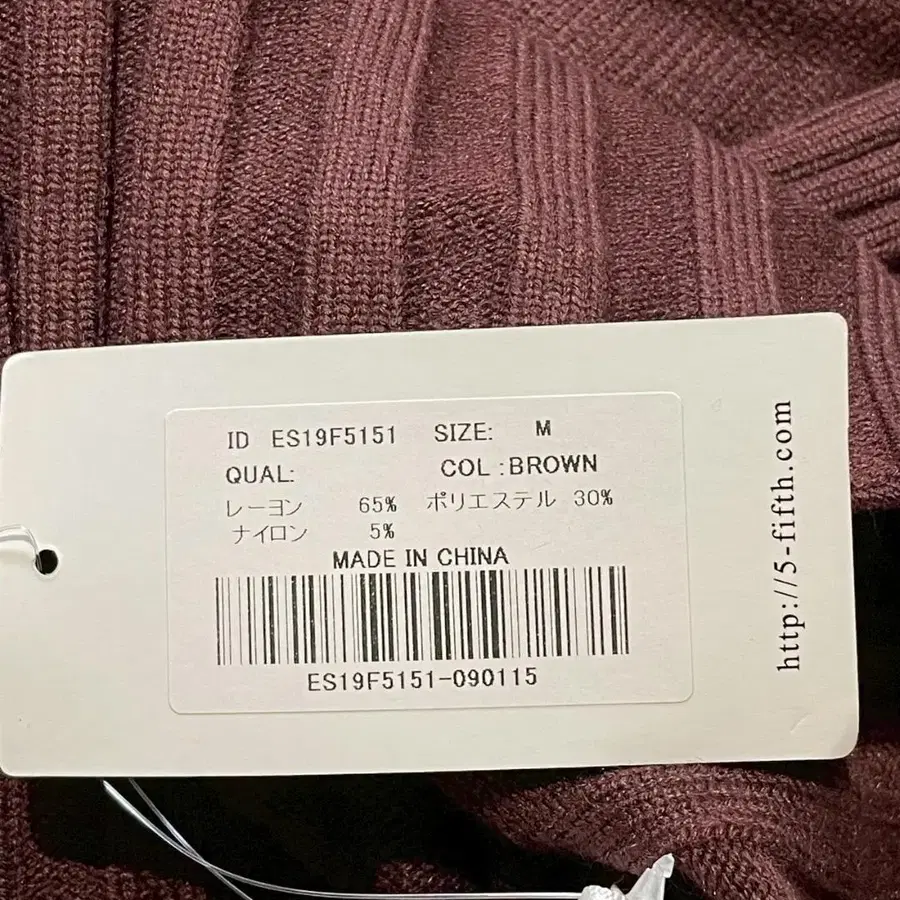 ID ES19F5151 SIZE: M
QUAL: COL :BROWN
レーヨン 65% ポリエステル 30%
ナイロン 5%
MADE IN CHINA
ES19F5151-090115
http://5-fifth.com